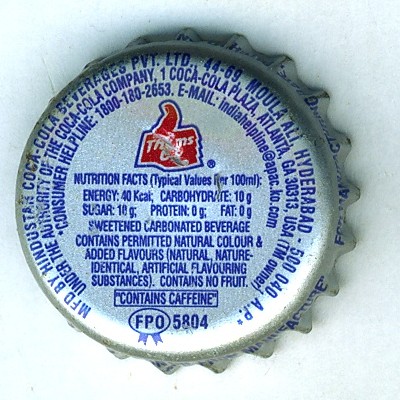 MFD BY HINDUSTAN COCA-COLA BEVERAGES PVT. LTD., 44-69, MOULA ALI, HYDERABAD - 500 040 A.P.*
UNDER THE AUTHORITY OF THE COCA-COLA COMPANY, 1 COCA-COLA PLAZA, ATLANTA, GA 30313, USA (TM owner)
*CONSUMER HELPLINE: 1800-180-2653. E-MAIL: indiahelpline@apac.ko.com
Thums
Up
®
NUTRITION FACTS (Typical Values Per 100ml):
ENERGY: 40 Kcal; CARBOHYDRATE: 10 g
SUGAR: 10 g; PROTEIN: 0 g; FAT: 0 g
SWEETENED CARBONATED BEVERAGE
CONTAINS PERMITTED NATURAL COLOUR &
ADDED FLAVOURS (NATURAL, NATURE-
IDENTICAL, ARTIFICIAL FLAVOURING
SUBSTANCES). CONTAINS NO FRUIT.
"CONTAINS CAFFEINE"
FPO 5804